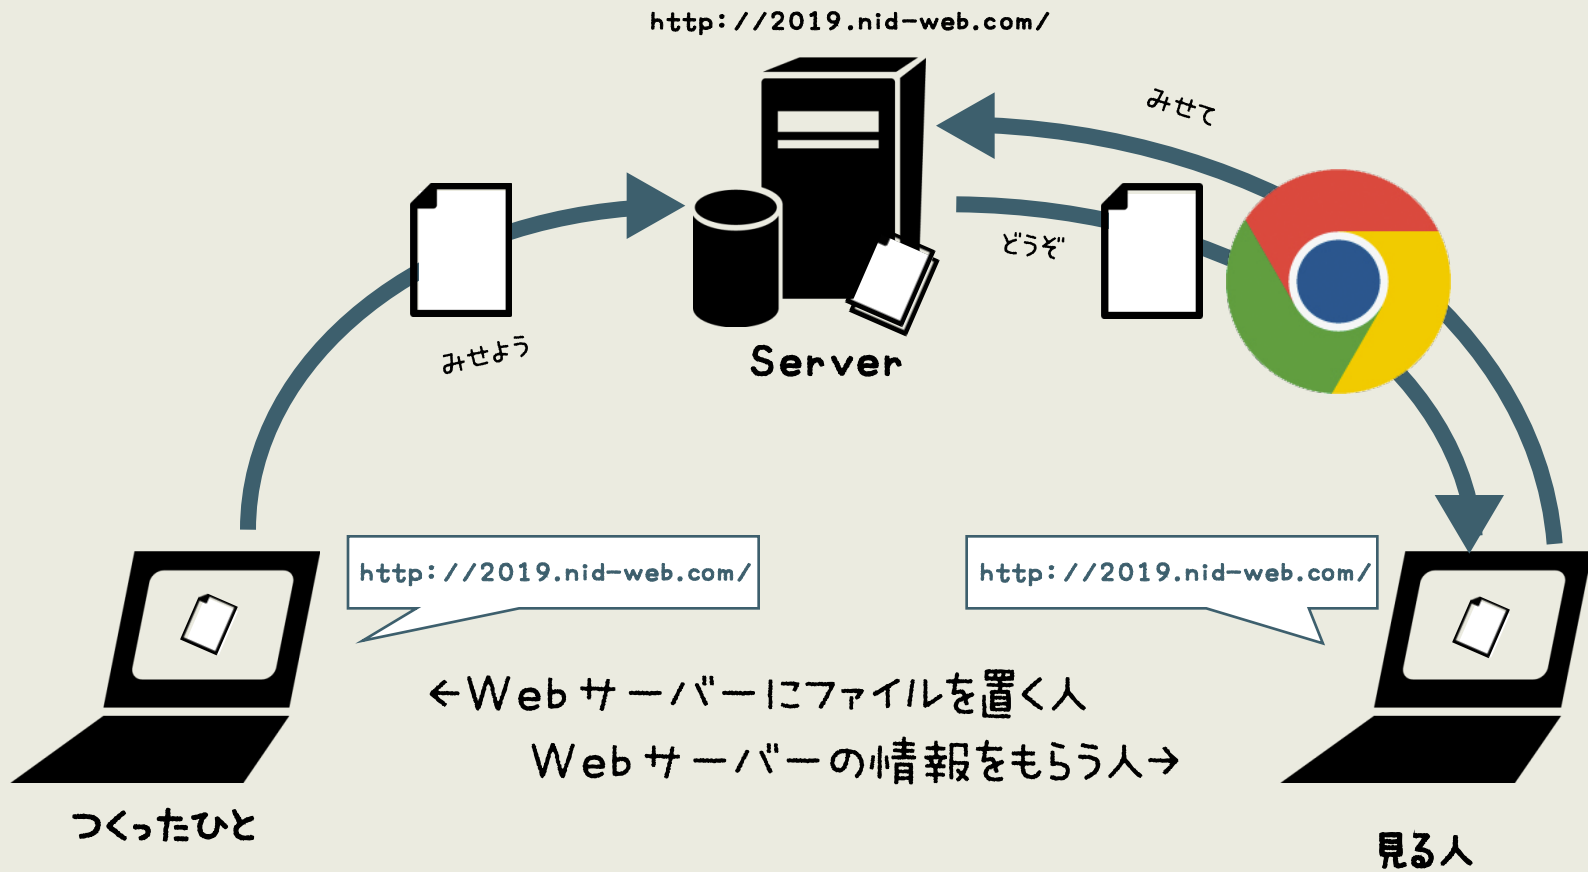 http://2019.nid-web.com/
みせて
どうぞ
みせよう
Server
http://2019.nid-web.com/
http://2019.nid-web.com/
←Webサーバーにファイルを置く人
Webサーバーの情報をもらう人→
つくったひと
見る人